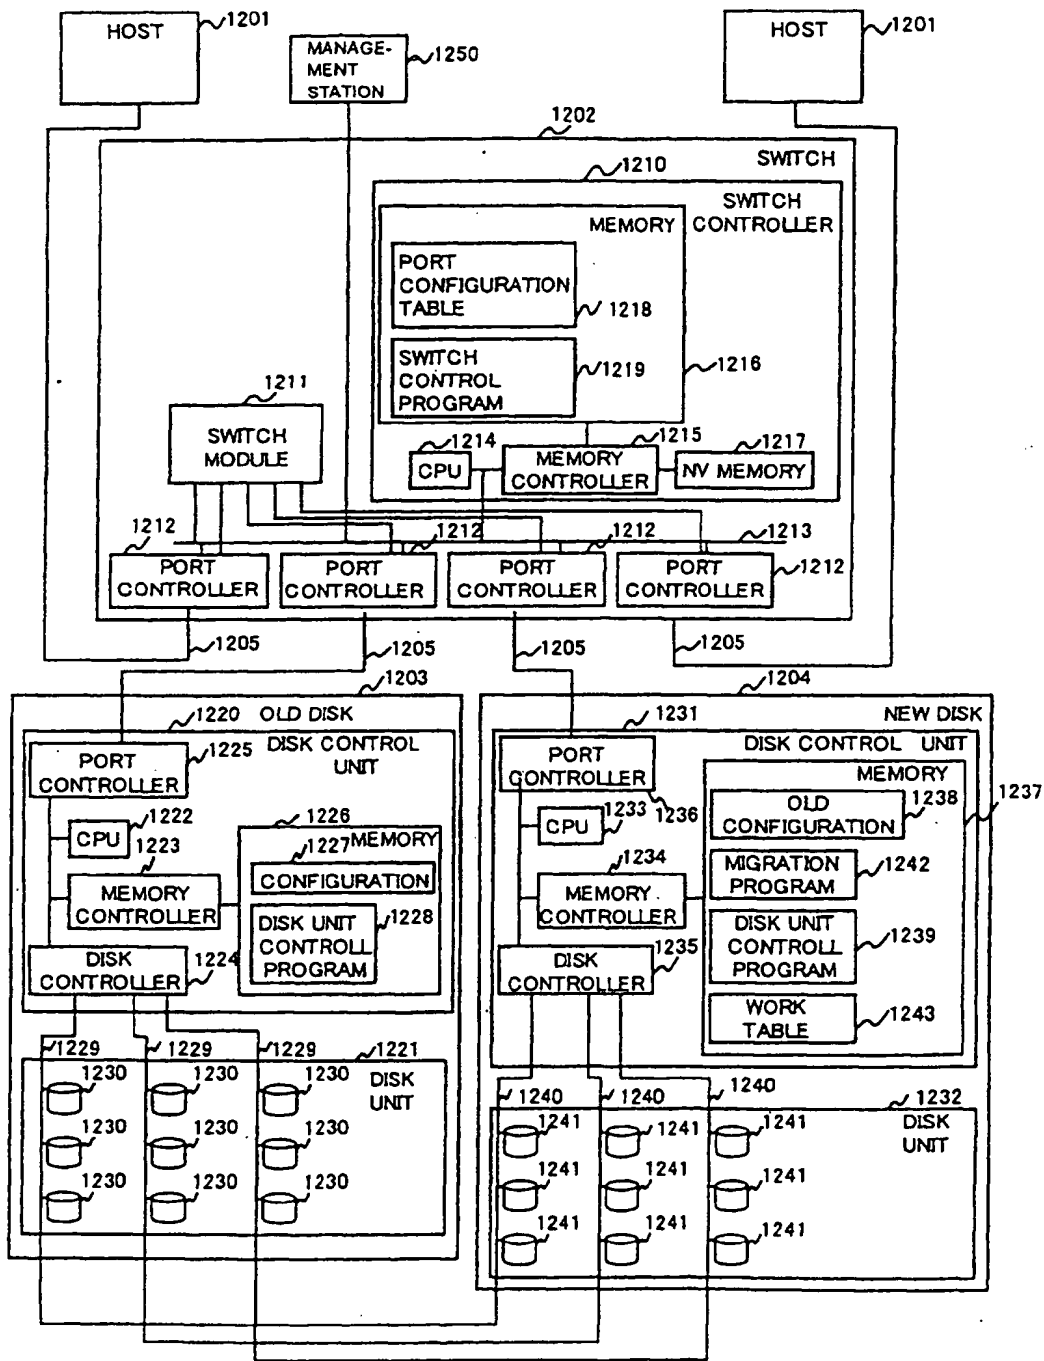 HOST
1201
MANAGE-
MENT
STATION
1250
HOST
1201
1202
SWITCH
1210
SWITCH
CONTROLLER
MEMORY
PORT
CONFIGURATION
TABLE
1218
SWITCH
CONTROL
PROGRAM
1219
1216
1211
SWITCH
MODULE
1214
CPU
1215
MEMORY
CONTROLLER
1217
NV MEMORY
1212
1212
1212
1213
PORT
CONTROLLER
PORT
CONTROLLER
PORT
CONTROLLER
PORT
CONTROLLER
1212
1205
1205
1205
1205
1203
OLD DISK
1220
DISK CONTROL
UNIT
PORT
CONTROLLER
1225
CPU
1222
1223
MEMORY
CONTROLLER
1226
MEMORY
1227
CONFIGURATION
DISK UNIT
CONTROLL
PROGRAM
1228
DISK
CONTROLLER
1224
1229
1229
1229
1221
DISK
UNIT
1230
1230
1230
1230
1230
1230
1230
1230
1230
1204
NEW DISK
1231
DISK CONTROL UNIT
PORT
CONTROLLER
1236
MEMORY
1237
OLD
CONFIGURATION
1238
CPU
1233
1234
MEMORY
CONTROLLER
MIGRATION
PROGRAM
1242
DISK UNIT
CONTROLL
PROGRAM
1239
DISK
CONTROLLER
1235
WORK
TABLE
1243
1240
1240
1240
1232
DISK
UNIT
1241
1241
1241
1241
1241
1241
1241
1241
1241